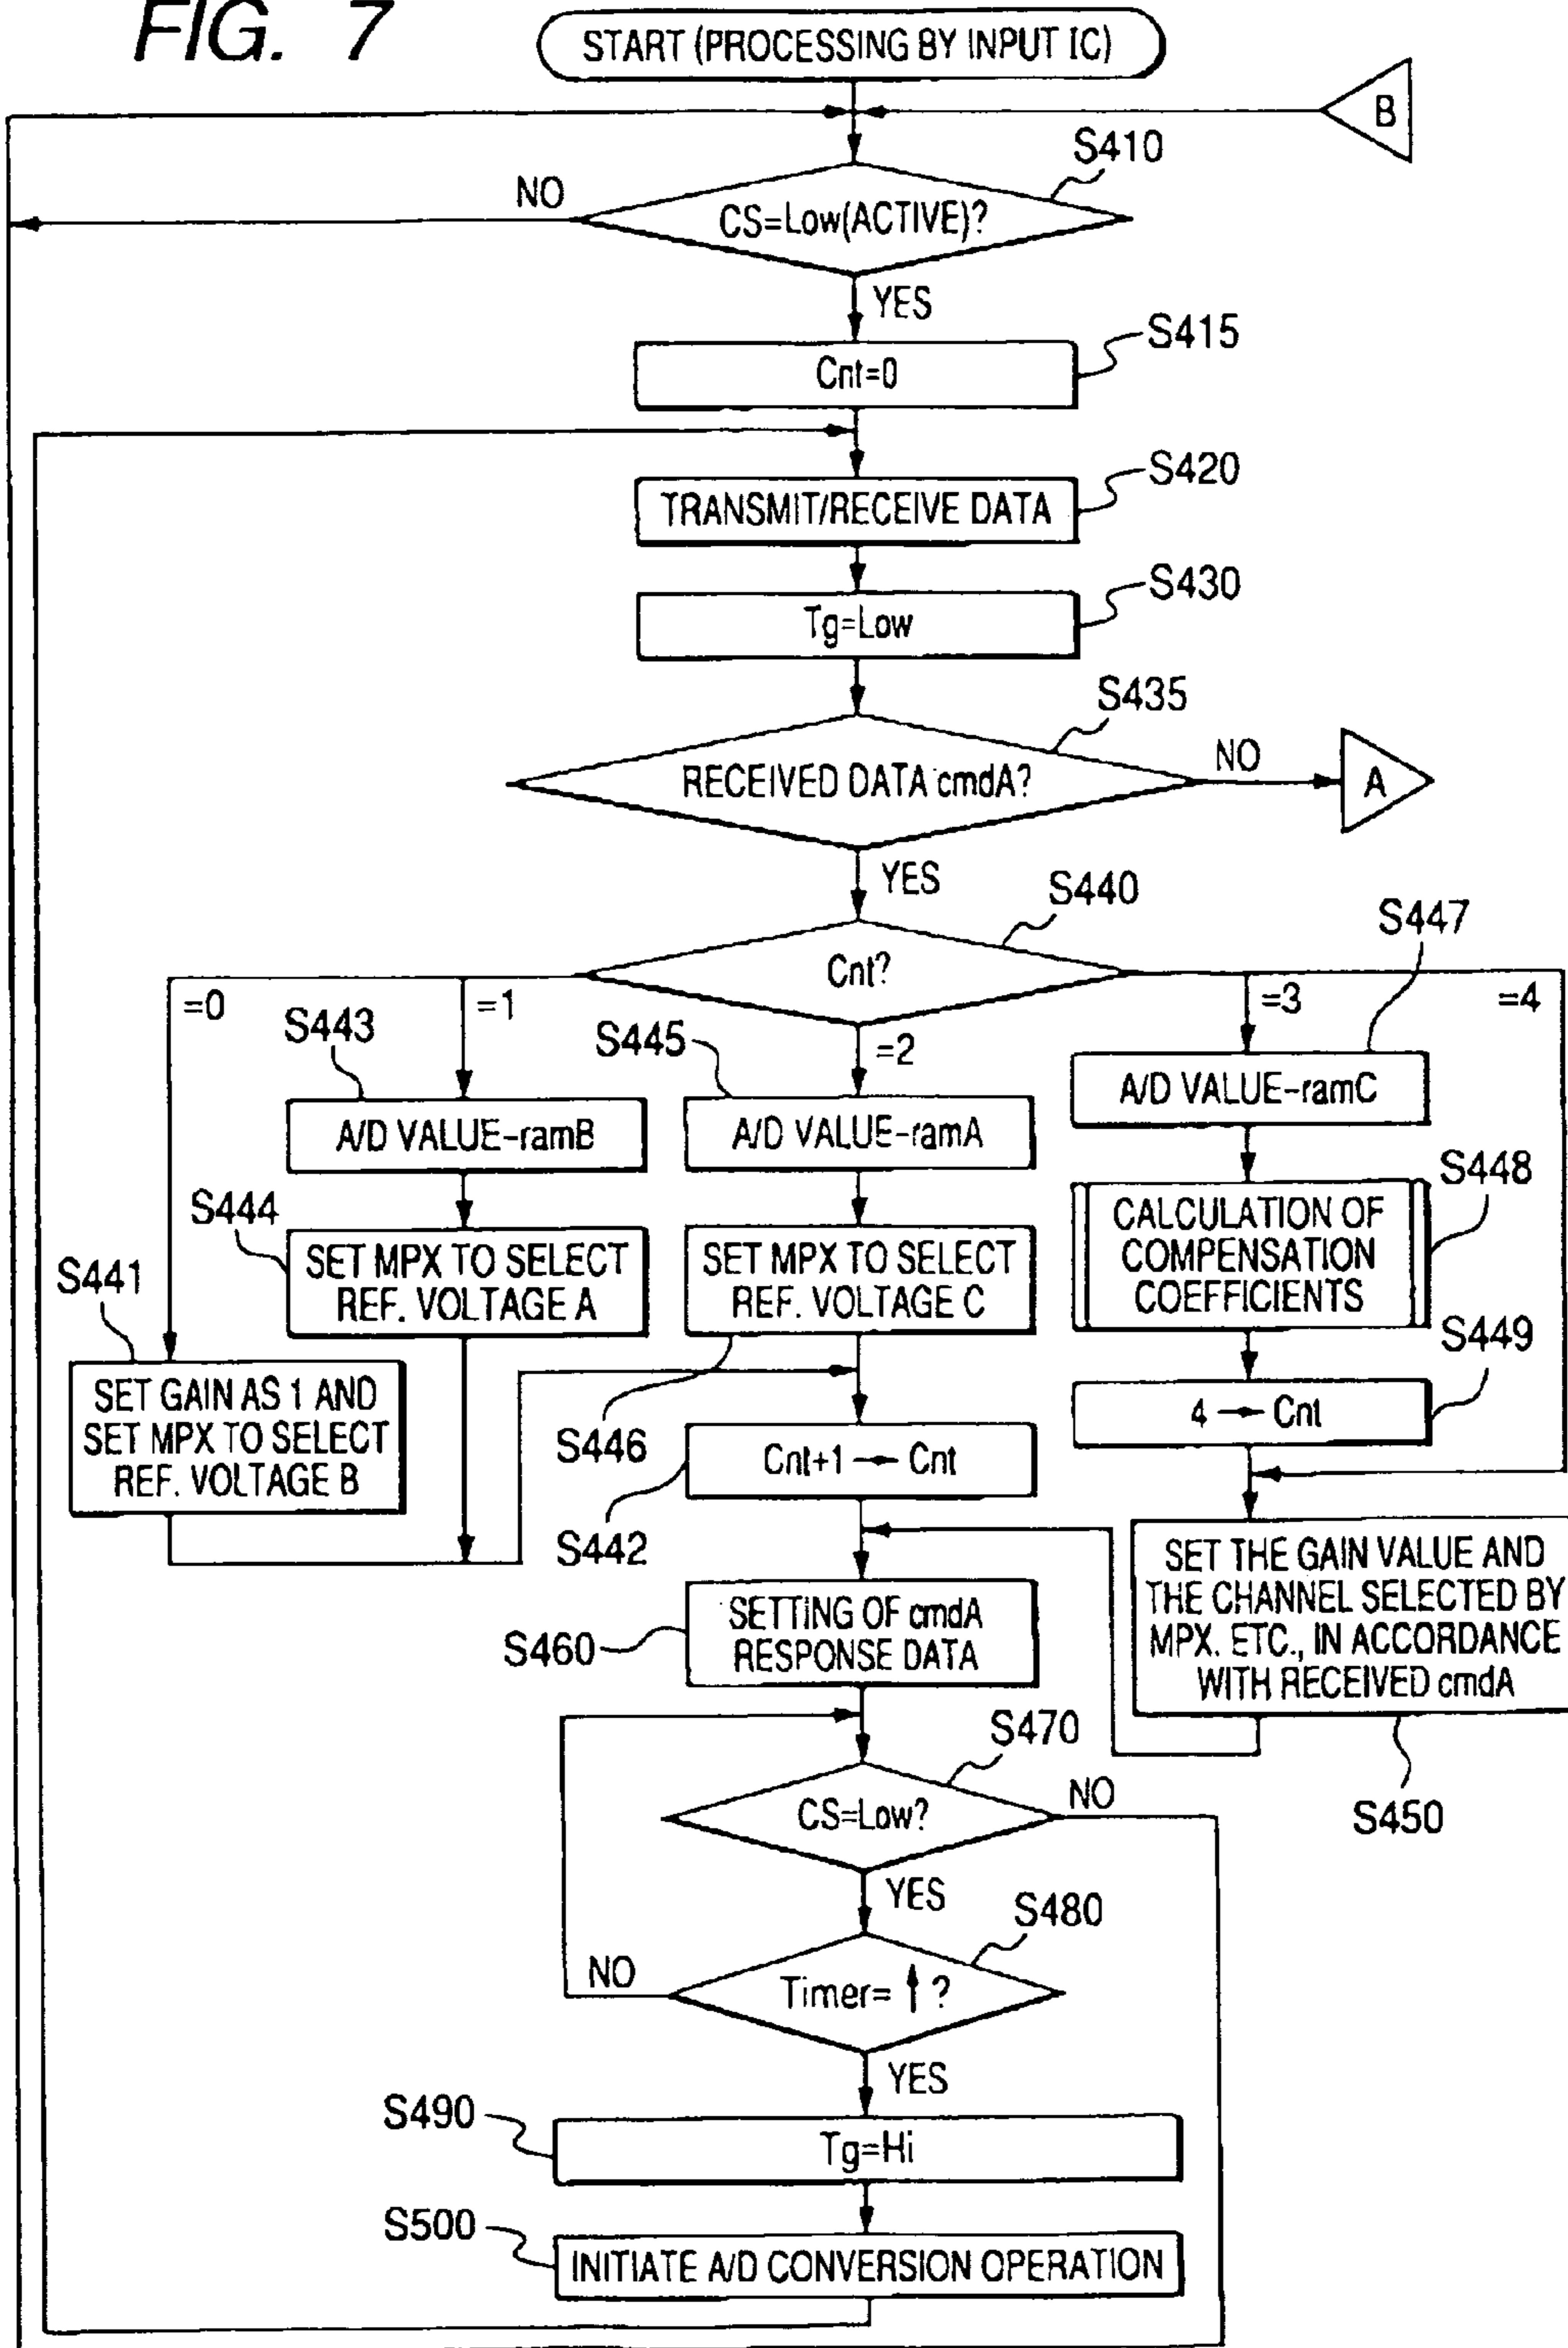 FIG. 7
START (PROCESSING BY INPUT IC)
B
S410
NO
CS=Low(ACTIVE)?
YES
S415
Cnt=0
S420
TRANSMIT/RECEIVE DATA
S430
Tg=Low
S435
RECEIVED DATA cmdA?
NO
A
YES
S440
Cnt?
S447
=0
=1
=2
=3
=4
S443
S445
A/D VALUE-ramB
A/D VALUE-ramA
A/D VALUE-ramC
S444
SET MPX TO SELECT
REF. VOLTAGE A
SET MPX TO SELECT
REF. VOLTAGE C
S448
CALCULATION OF
COMPENSATION
COEFFICIENTS
S441
SET GAIN AS 1 AND
SET MPX TO SELECT
REF. VOLTAGE B
S446
S449
4 → Cnt
Cnt+1 → Cnt
S442
SET THE GAIN VALUE AND
THE CHANNEL SELECTED BY
MPX. ETC., IN ACCORDANCE
WITH RECEIVED cmdA
S450
S460
SETTING OF cmdA
RESPONSE DATA
S470
CS=Low?
NO
YES
S480
Timer= ↑ ?
NO
YES
S490
Tg=Hi
S500
INITIATE A/D CONVERSION OPERATION